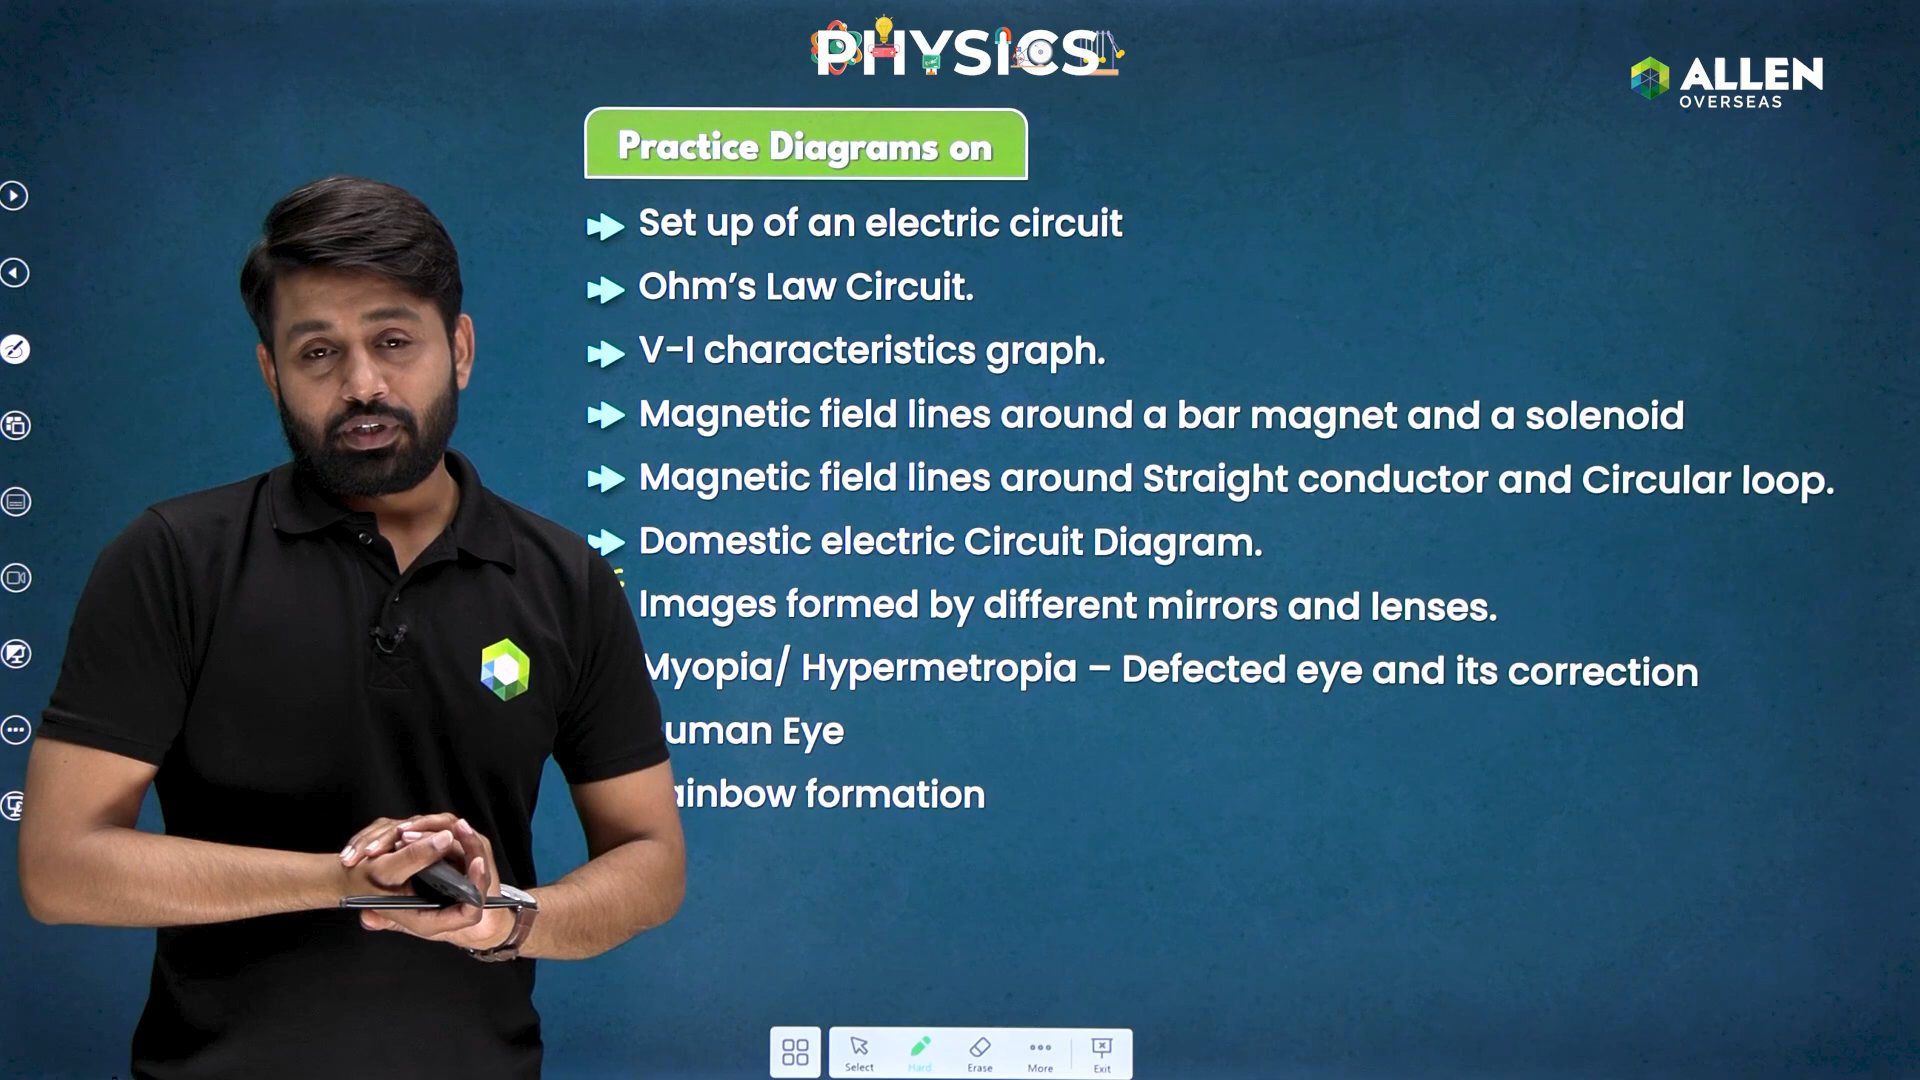 PHYSICS
ALLEN
OVERSEAS
Practice Diagrams on
Set up of an electric circuit
Ohm’s Law Circuit.
V-I characteristics graph.
Magnetic field lines around a bar magnet and a solenoid
Magnetic field lines around Straight conductor and Circular loop.
Domestic electric Circuit Diagram.
Images formed by different mirrors and lenses.
Myopia/ Hypermetropia – Defected eye and its correction
uman Eye
ainbow formation
Select
Hard
Erase
More
Exit